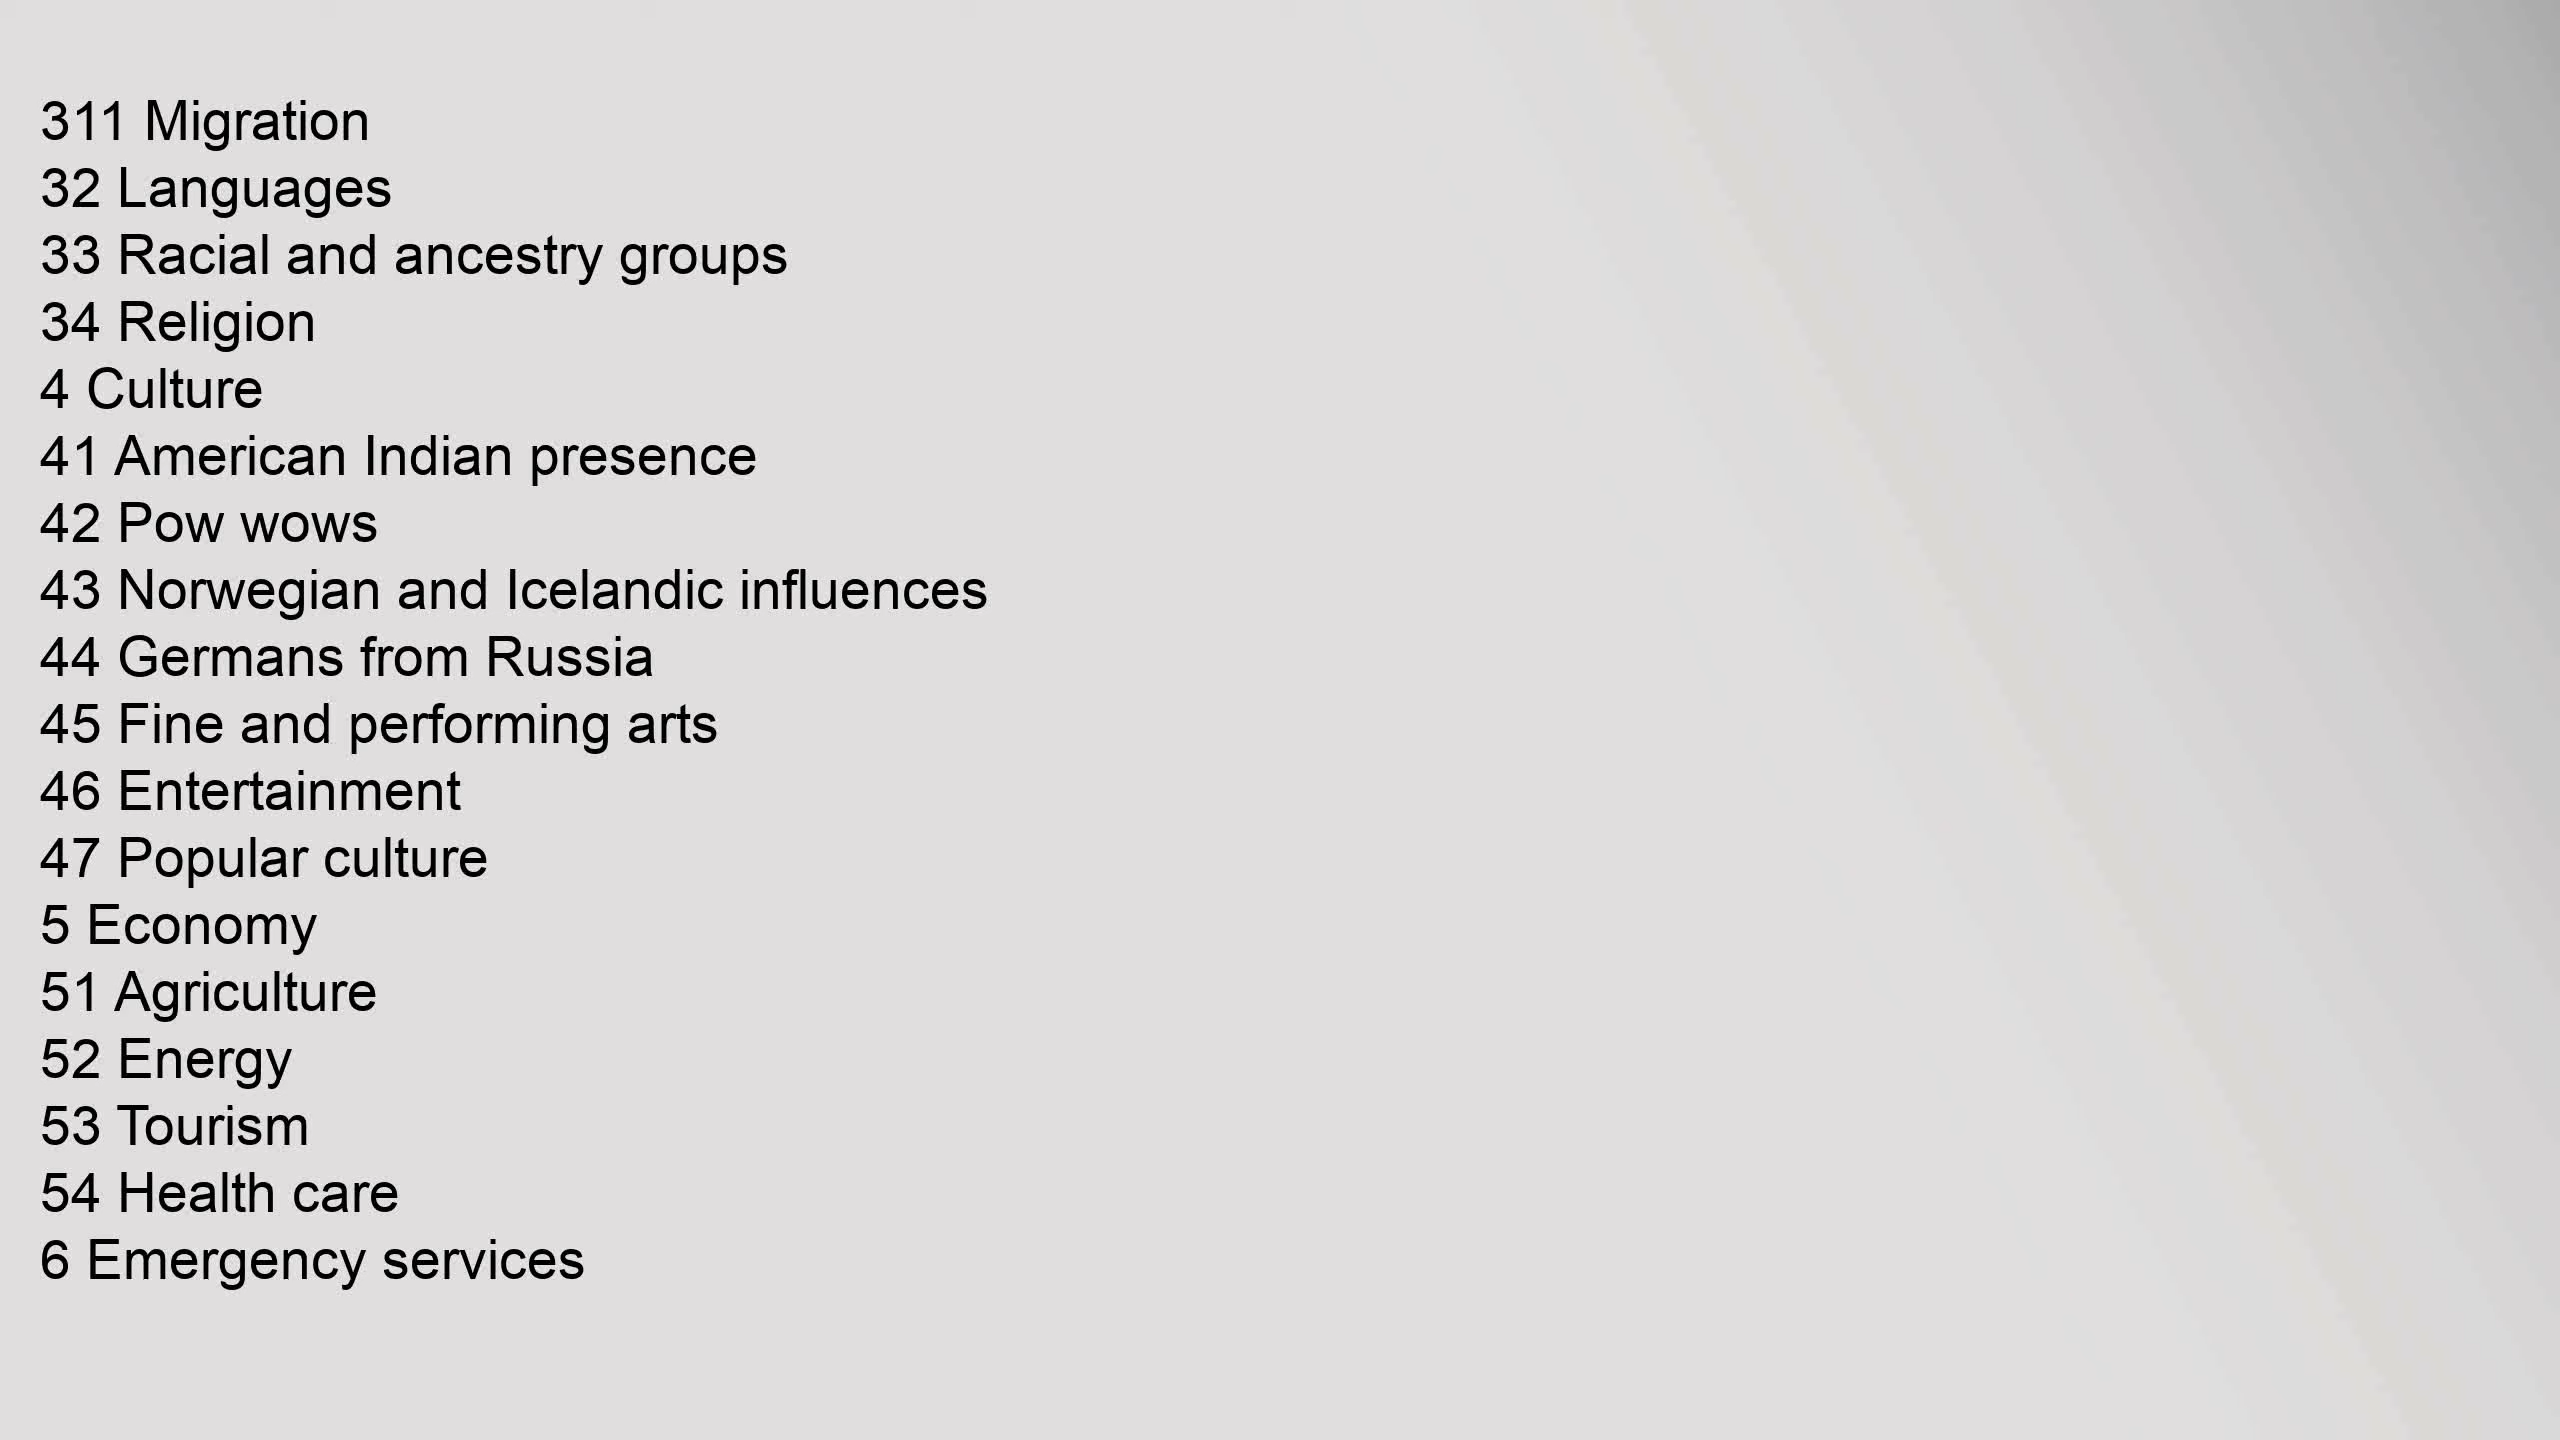 311 Migration
32 Languages
33 Racial and ancestry groups
34 Religion
4 Culture
41 American Indian presence
42 Pow wows
43 Norwegian and Icelandic influences
44 Germans from Russia
45 Fine and performing arts
46 Entertainment
47 Popular culture
5 Economy
51 Agriculture
52 Energy
53 Tourism
54 Health care
6 Emergency services